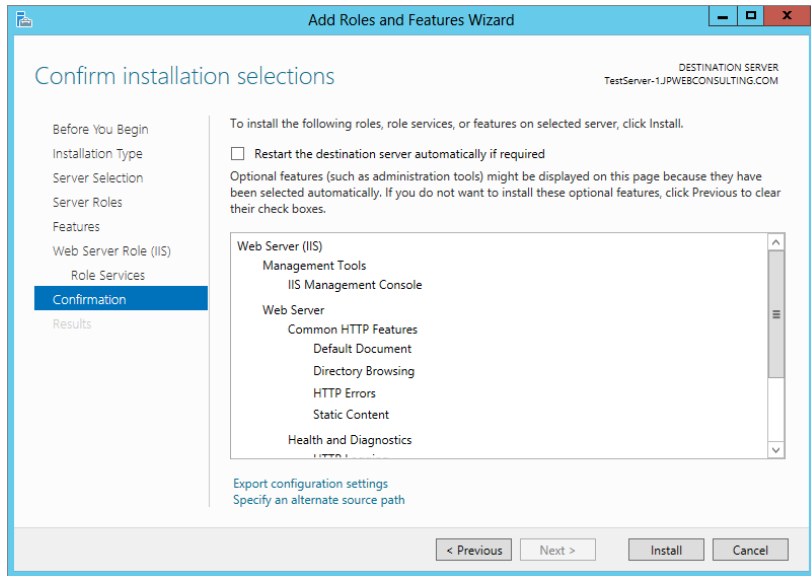 Add Roles and Features Wizard
Confirm installation selections
DESTINATION SERVER
TestServer-1.JPWEBCONSULTING.COM
Before You Begin
Installation Type
Server Selection
Server Roles
Features
Web Server Role (IIS)
Role Services
Confirmation
Results
To install the following roles, role services, or features on selected server, click Install.
Restart the destination server automatically if required
Optional features (such as administration tools) might be displayed on this page because they have
been selected automatically. If you do not want to install these optional features, click Previous to clear
their check boxes.
Web Server (IIS)
Management Tools
IIS Management Console
Web Server
Common HTTP Features
Default Document
Directory Browsing
HTTP Errors
Static Content
Health and Diagnostics
Export configuration settings
Specify an alternate source path
< Previous
Next >
Install
Cancel